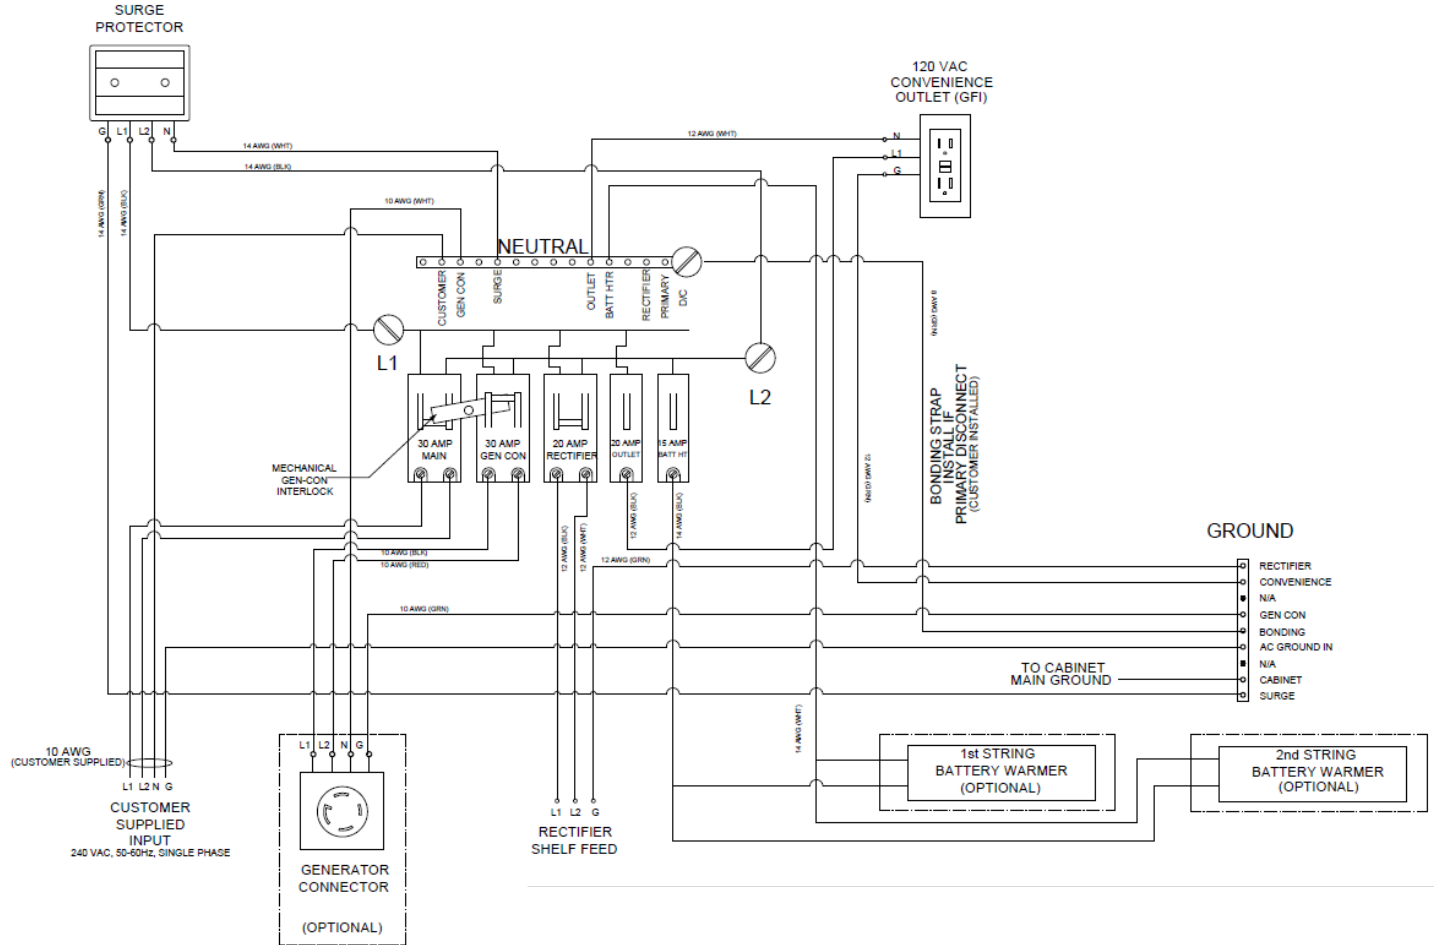 SURGE
PROTECTOR
G L1 L2 N
14 AWG (WHT)
14 AWG (BLK)
14 AWG (GRN)
14 AWG (BLK)
10 AWG (WHT)
12 AWG (WHT)
120 VAC
CONVENIENCE
OUTLET (GFI)
N
L1
G
NEUTRAL
CUSTOMER
GEN CON
SURGE
OUTLET
BATT HTR
RECTIFIER
PRIMARY
D/C
L1
L2
30 AMP
MAIN
30 AMP
GEN CON
20 AMP
RECTIFIER
20 AMP
OUTLET
15 AMP
BATT HT
MECHANICAL
GEN-CON
INTERLOCK
8 AWG (GRN)
BONDING STRAP
INSTALL IF
PRIMARY DISCONNECT
(CUSTOMER INSTALLED)
12 AWG (GRN)
10 AWG (BLK)
10 AWG (RED)
12 AWG (BLK)
12 AWG (WHT)
12 AWG (BLK)
14 AWG (BLK)
12 AWG (GRN)
10 AWG (GRN)
GROUND
RECTIFIER
CONVENIENCE
N/A
GEN CON
BONDING
AC GROUND IN
N/A
CABINET
SURGE
TO CABINET
MAIN GROUND
14 AWG (WHT)
10 AWG
(CUSTOMER SUPPLIED)
L1 L2 N G
CUSTOMER
SUPPLIED
INPUT
240 VAC, 50-60Hz, SINGLE PHASE
L1 L2 N G
GENERATOR
CONNECTOR
(OPTIONAL)
L1 L2 G
RECTIFIER
SHELF FEED
1st STRING
BATTERY WARMER
(OPTIONAL)
2nd STRING
BATTERY WARMER
(OPTIONAL)